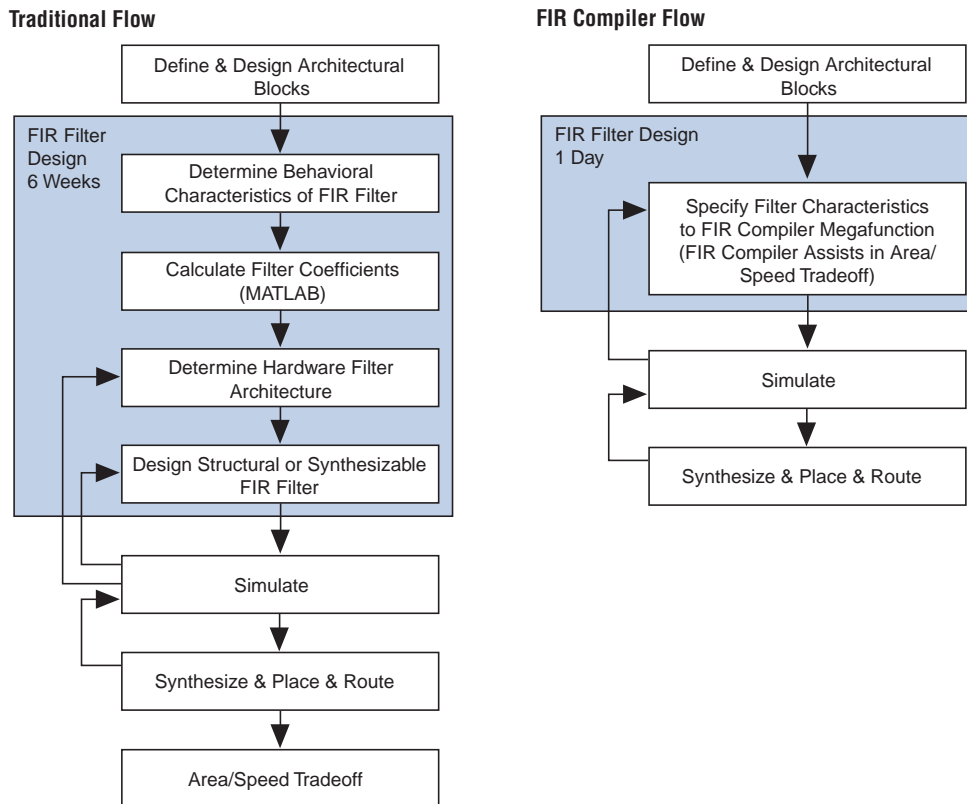 Traditional Flow
Define & Design Architectural
Blocks
FIR Filter
Design
6 Weeks
Determine Behavioral
Characteristics of FIR Filter
Calculate Filter Coefficients
(MATLAB)
Determine Hardware Filter
Architecture
Design Structural or Synthesizable
FIR Filter
Simulate
Synthesize & Place & Route
Area/Speed Tradeoff
FIR Compiler Flow
Define & Design Architectural
Blocks
FIR Filter Design
1 Day
Specify Filter Characteristics
to FIR Compiler Megafunction
(FIR Compiler Assists in Area/
Speed Tradeoff)
Simulate
Synthesize & Place & Route